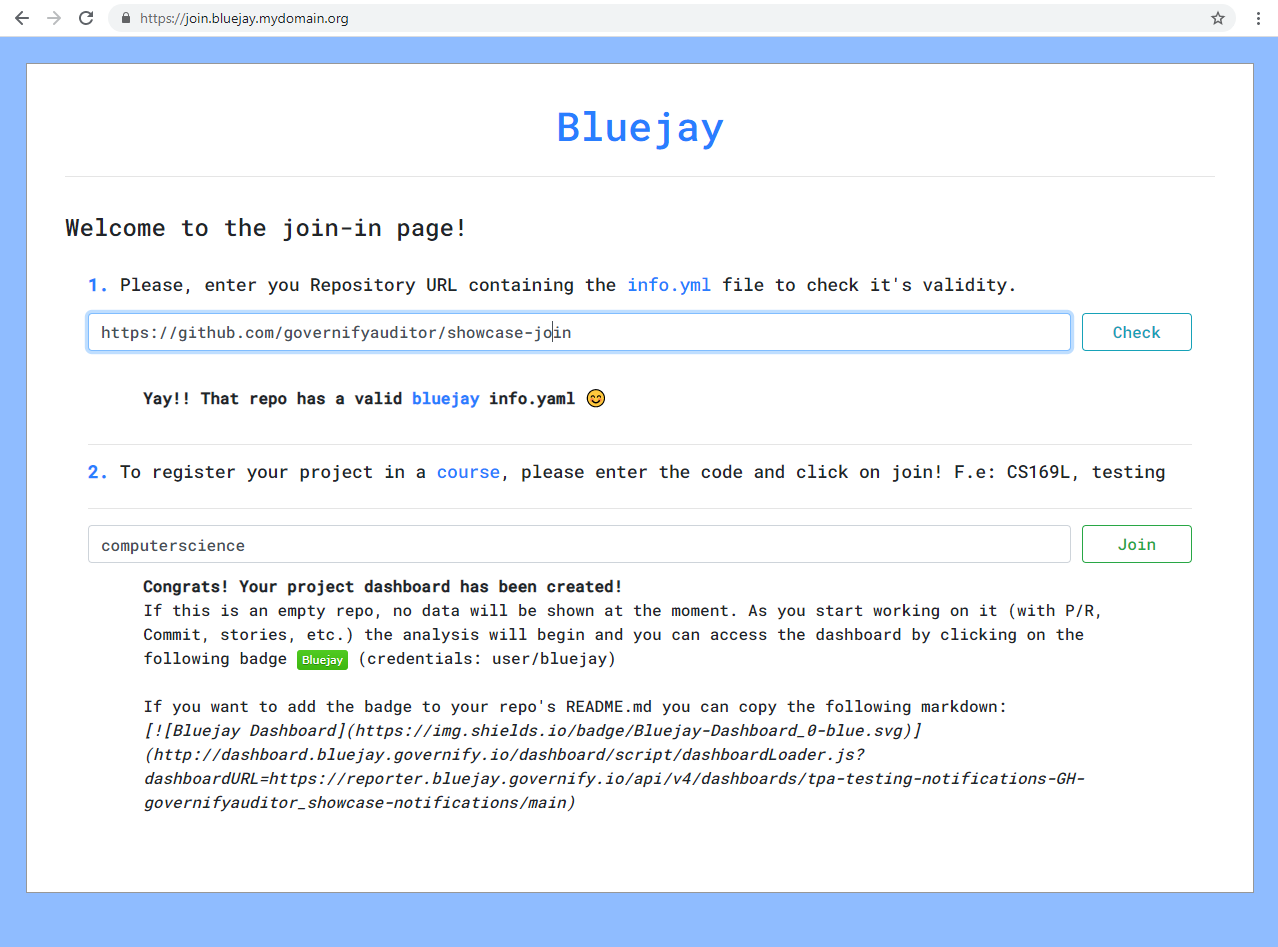 https://join.bluejay.mydomain.org
Bluejay
Welcome to the join-in page!
1. Please, enter you Repository URL containing the info.yml file to check it's validity.
https://github.com/governifyauditor/showcase-join
Check
Yay!! That repo has a valid bluejay info.yaml 😊
2. To register your project in a course, please enter the code and click on join! F.e: CS169L, testing
computerscience
Join
Congrats! Your project dashboard has been created!
If this is an empty repo, no data will be shown at the moment. As you start working on it (with P/R,
Commit, stories, etc.) the analysis will begin and you can access the dashboard by clicking on the
following badge Bluejay (credentials: user/bluejay)
If you want to add the badge to your repo's README.md you can copy the following markdown:
[![Bluejay Dashboard](https://img.shields.io/badge/Bluejay-Dashboard_0-blue.svg)]
(http://dashboard.bluejay.governify.io/dashboard/script/dashboardLoader.js?
dashboardURL=https://reporter.bluejay.governify.io/api/v4/dashboards/tpa-testing-notifications-GH-
governifyauditor_showcase-notifications/main)